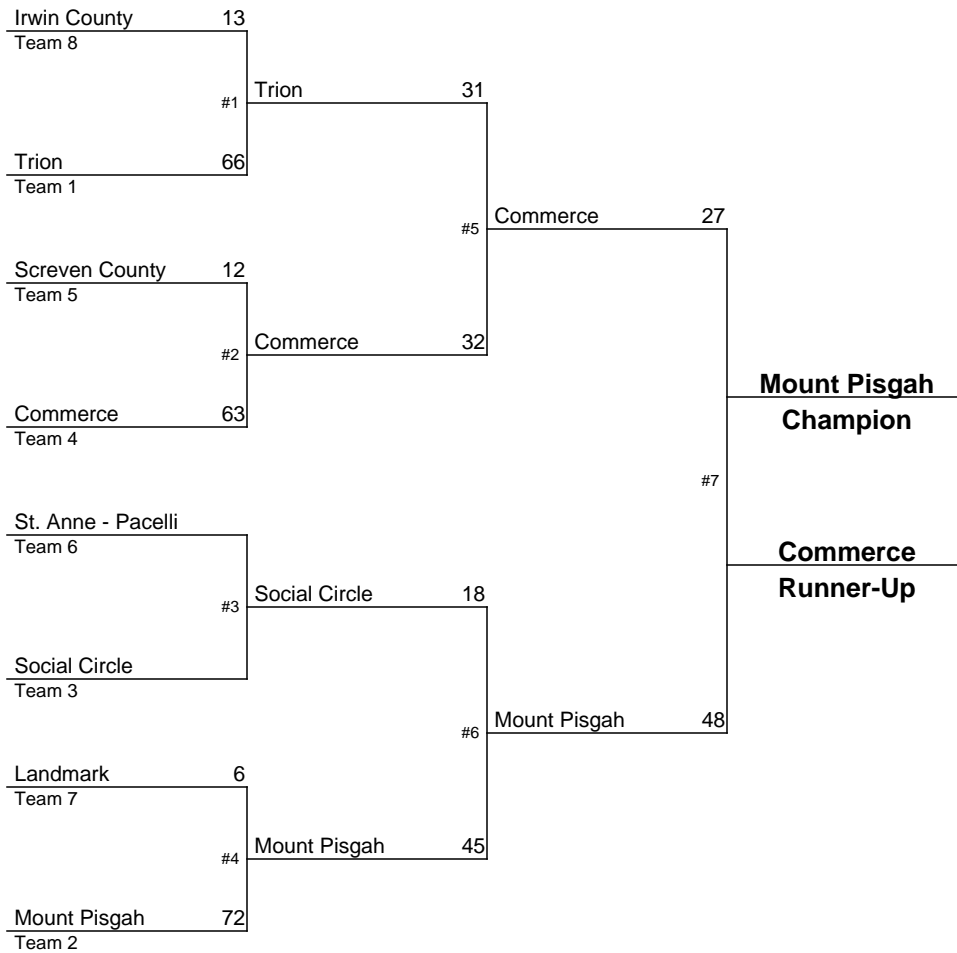 Irwin County 13
Team 8
#1 Trion 31
Trion 66
Team 1
#5 Commerce 27
Screven County 12
Team 5
#2 Commerce 32
Commerce 63
Team 4
Mount Pisgah
Champion
#7
St. Anne - Pacelli
Team 6
Commerce
Runner-Up
#3 Social Circle 18
Social Circle
Team 3
#6 Mount Pisgah 48
Landmark 6
Team 7
#4 Mount Pisgah 45
Mount Pisgah 72
Team 2